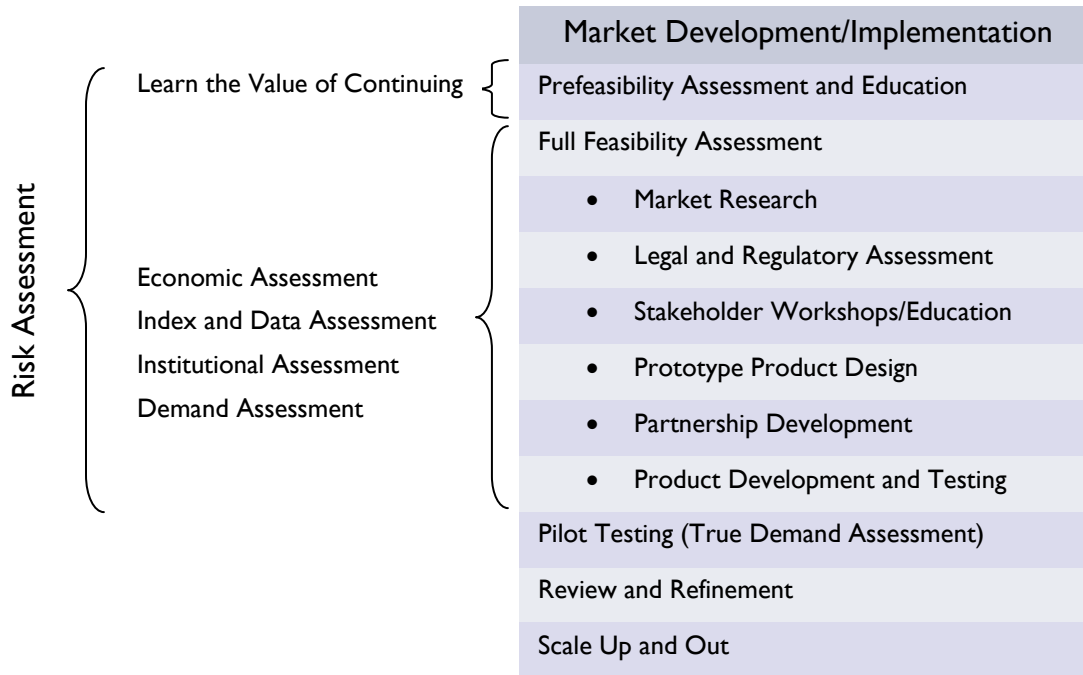 Risk Assessment
Learn the Value of Continuing
Economic Assessment
Index and Data Assessment
Institutional Assessment
Demand Assessment
Market Development/Implementation
Prefeasibility Assessment and Education
Full Feasibility Assessment
• Market Research
• Legal and Regulatory Assessment
• Stakeholder Workshops/Education
• Prototype Product Design
• Partnership Development
• Product Development and Testing
Pilot Testing (True Demand Assessment)
Review and Refinement
Scale Up and Out